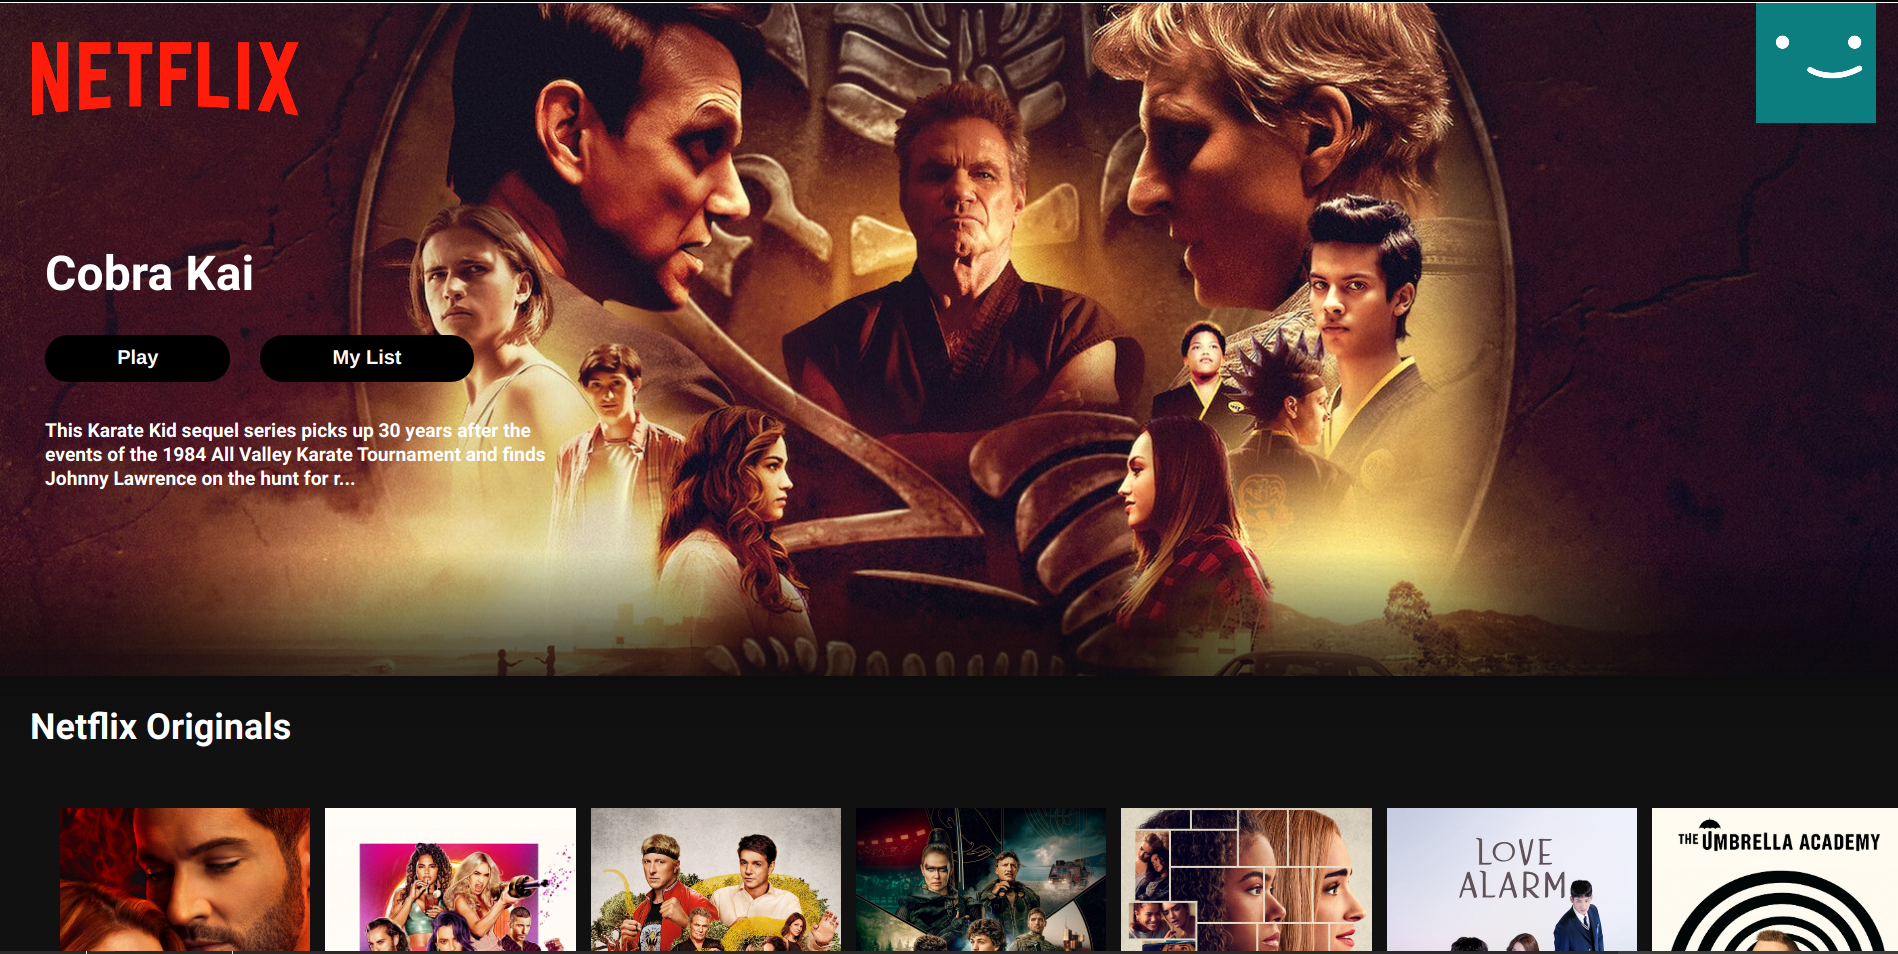 NETFLIX
Cobra Kai
Play
My List
This Karate Kid sequel series picks up 30 years after the
events of the 1984 All Valley Karate Tournament and finds
Johnny Lawrence on the hunt for r...
Netflix Originals
LOVE
ALARM
THE UMBRELLA ACADEMY